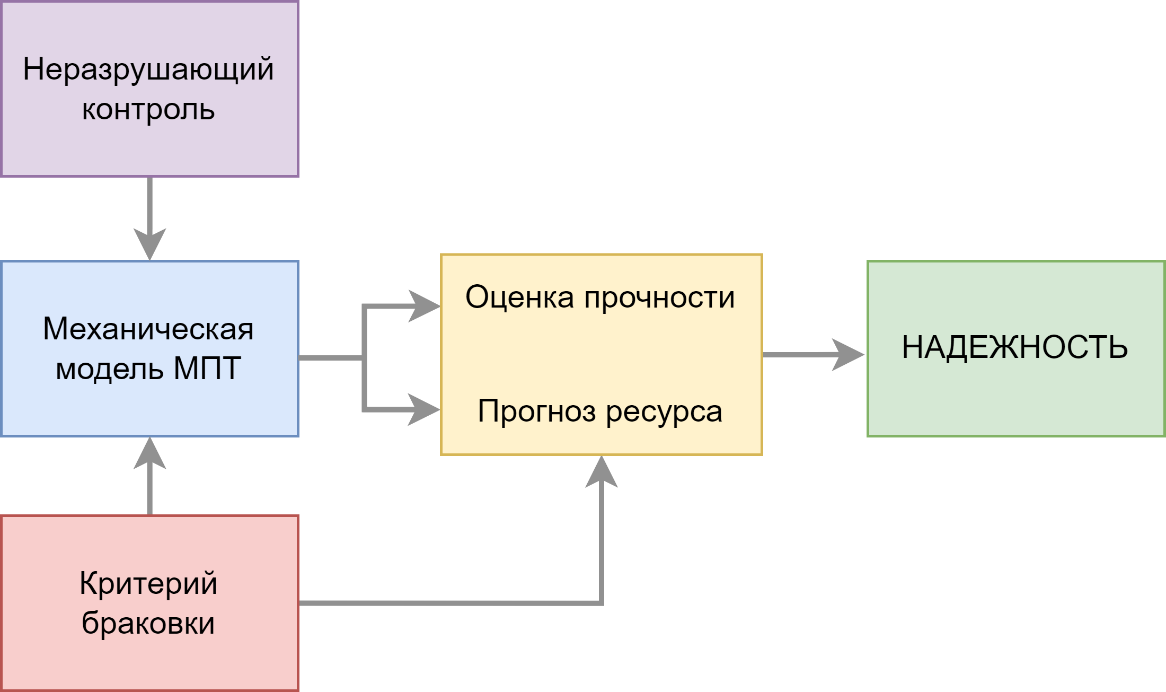 Неразрушающий
контроль
Механическая
модель МПТ
Оценка прочности
Прогноз ресурса
НАДЕЖНОСТЬ
Критерий
браковки